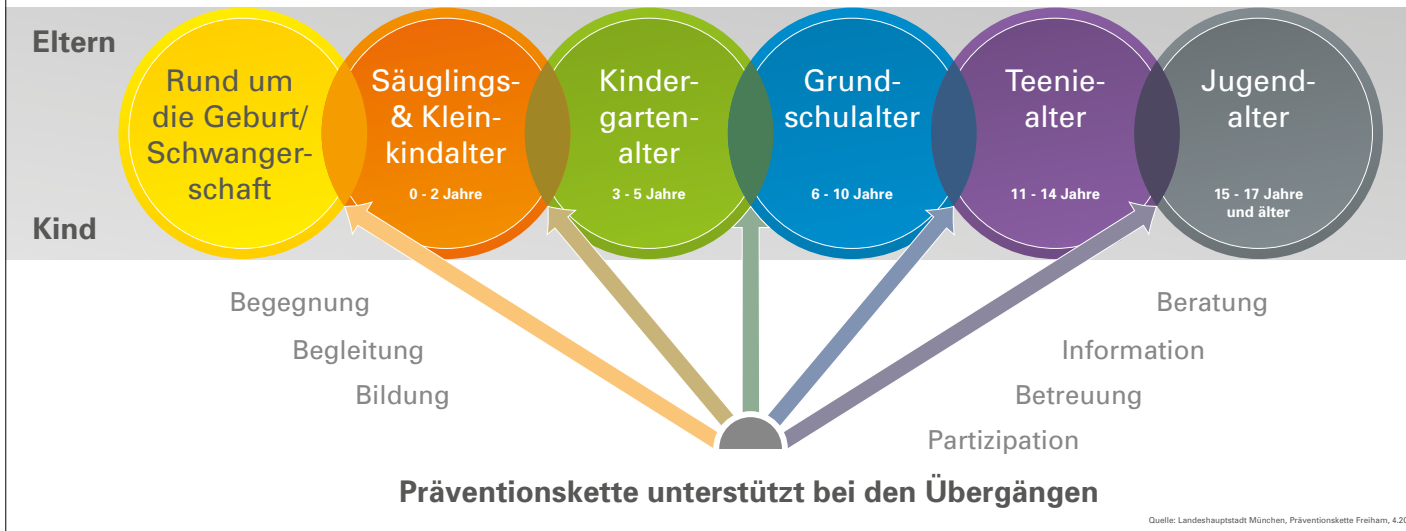 Eltern
Kind
Rund um
die Geburt/
Schwanger-
schaft
Säuglings-
& Klein-
kindalter
0 - 2 Jahre
Kinder-
garten-
alter
3 - 5 Jahre
Grund-
schulalter
6 - 10 Jahre
Teenie-
alter
11 - 14 Jahre
Jugend-
alter
15 - 17 Jahre
und älter
Begegnung
Begleitung
Bildung
Beratung
Information
Betreuung
Partizipation
Präventionskette unterstützt bei den Übergängen
Quelle: Landeshauptstadt München, Präventionskette Freiham,